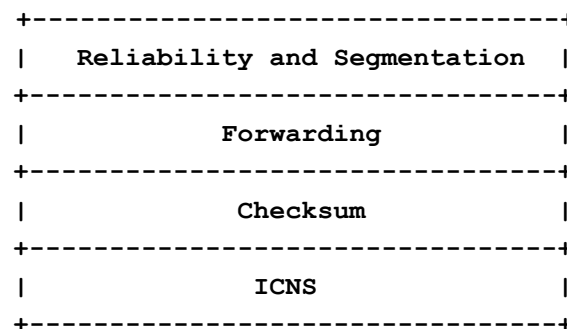 +----------------------------------+
|    Reliability and Segmentation  |
+----------------------------------+
|             Forwarding           |
+----------------------------------+
|              Checksum            |
+----------------------------------+
|               ICNS               |
+----------------------------------+